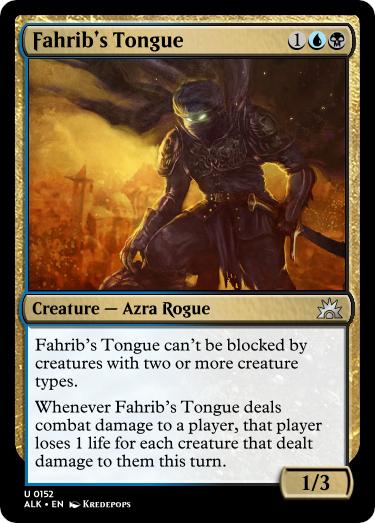 Fahrib's Tongue 1
Creature — Azra Rogue
Fahrib's Tongue can't be blocked by
creatures with two or more creature
types.
Whenever Fahrib's Tongue deals
combat damage to a player, that player
loses 1 life for each creature that dealt
damage to them this turn.
1/3
U 0152
ALK • EN Kredepops